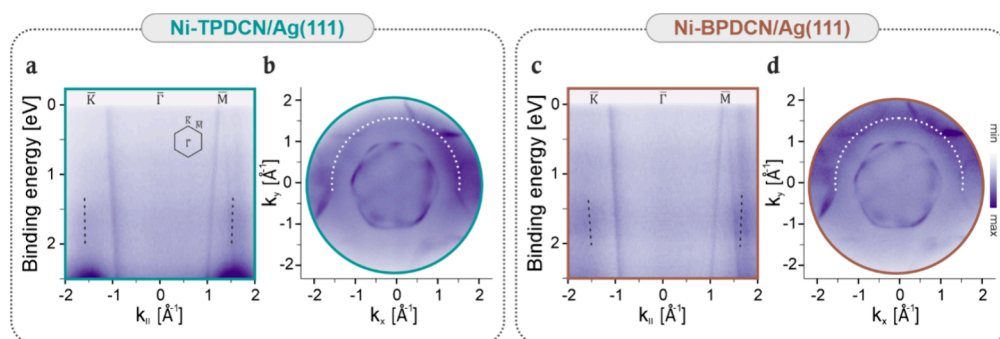 Ni-TPDCN/Ag(111)
Ni-BPDCN/Ag(111)
a
K̅ Γ̅ M̅
Binding energy [eV]
0
1
2
K̅ M̅
Γ̅
-2 -1 0 1 2
k|| [Å⁻¹]
b
k_y [Å⁻¹]
2
1
0
-1
-2
-2 -1 0 1 2
kₓ [Å⁻¹]
c
K̅ Γ̅ M̅
Binding energy [eV]
0
1
2
-2 -1 0 1 2
k|| [Å⁻¹]
d
k_y [Å⁻¹]
2
1
0
-1
-2
-2 -1 0 1 2
kₓ [Å⁻¹]
min
max